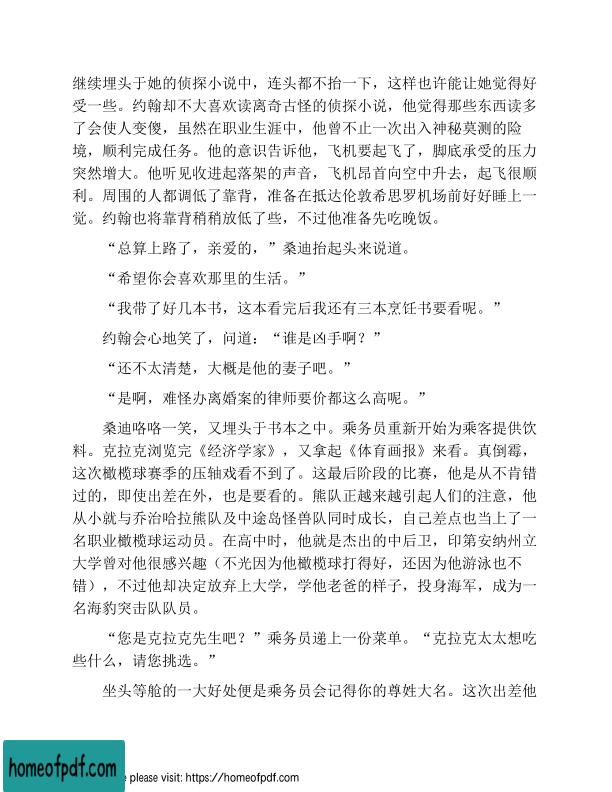 继续埋头于她的侦探小说中，连头都不抬一下，这样也许能让她觉得好
受一些。约翰却不大喜欢读离奇古怪的侦探小说，他觉得那些东西读多
了会使人变傻，虽然在职业生涯中，他曾不止一次出入神秘莫测的险
境，顺利完成任务。他的意识告诉他，飞机要起飞了，脚底承受的压力
突然增大。他听见收进起落架的声音，飞机昂首向空中升去，起飞很顺
利。周围的人都调低了靠背，准备在抵达伦敦希思罗机场前好好睡上一
觉。约翰也将靠背稍稍放低了些，不过他准备先吃晚饭。
“总算上路了，亲爱的，”桑迪抬起头来说道。
“希望你会喜欢那里的生活。”
“我带了好几本书，这本看完后我还有三本烹饪书要看呢。”
约翰会心地笑了，问道：“谁是凶手啊？”
“还不太清楚，大概是他的妻子吧。”
“是啊，难怪办离婚案的律师要价都这么高呢。”
桑迪咯咯一笑，又埋头于书本之中。乘务员重新开始为乘客提供饮
料。克拉克浏览完《经济学家》，又拿起《体育画报》来看。真倒霉，
这次橄榄球赛季的压轴戏看不到了。这最后阶段的比赛，他是从不肯错
过的，即使出差在外，也是要看的。熊队正越来越引起人们的注意，他
从小就与乔治哈拉熊队及中途岛怪兽队同时成长，自己差点也当上了一
名职业橄榄球运动员。在高中时，他就是杰出的中后卫，印第安纳州立
大学曾对他很感兴趣（不光因为他橄榄球打得好，还因为他游泳也不
错），不过他却决定放弃上大学，学他老爸的样子，投身海军，成为一
名海豹突击队队员。
“您是克拉克先生吧？”乘务员递上一份菜单。“克拉克太太想吃
些什么，请您挑选。”
坐头等舱的一大好处便是乘务员会记得你的尊姓大名。这次出差他
homeofpdf.com
e please visit: https://homeofpdf.com